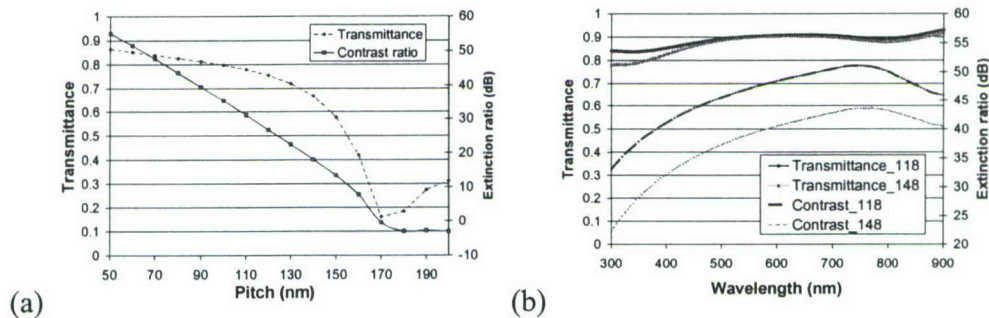 1
0.9
0.8
0.7
0.6
0.5
0.4
0.3
0.2
0.1
0
Transmittance
Transmittance
Contrast ratio
60
50
40
30
20
10
0
-10
Extinction ratio (dB)
50 70 90 110 130 150 170 190
Pitch (nm)
(a)
1
0.9
0.8
0.7
0.6
0.5
0.4
0.3
0.2
0.1
0
Transmittance
Transmittance_118
Transmittance_148
Contrast_118
Contrast_148
60
55
50
45
40
35
30
25
20
Extinction ratio (dB)
300 400 500 600 700 800 900
Wavelength (nm)
(b)